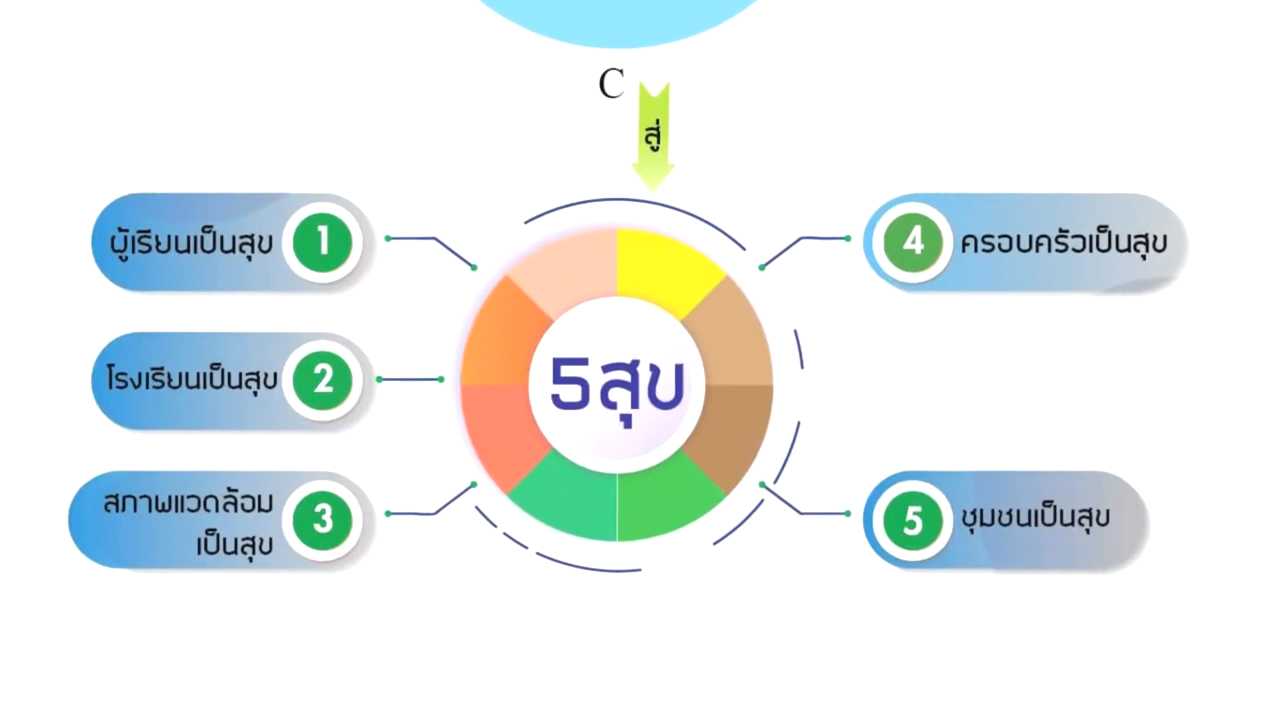 C
สู่
ผู้เรียนเป็นสุข
1
โรงเรียนเป็นสุข
2
สภาพแวดล้อม
เป็นสุข
3
5สุข
4
ครอบครัวเป็นสุข
5
ชุมชนเป็นสุข